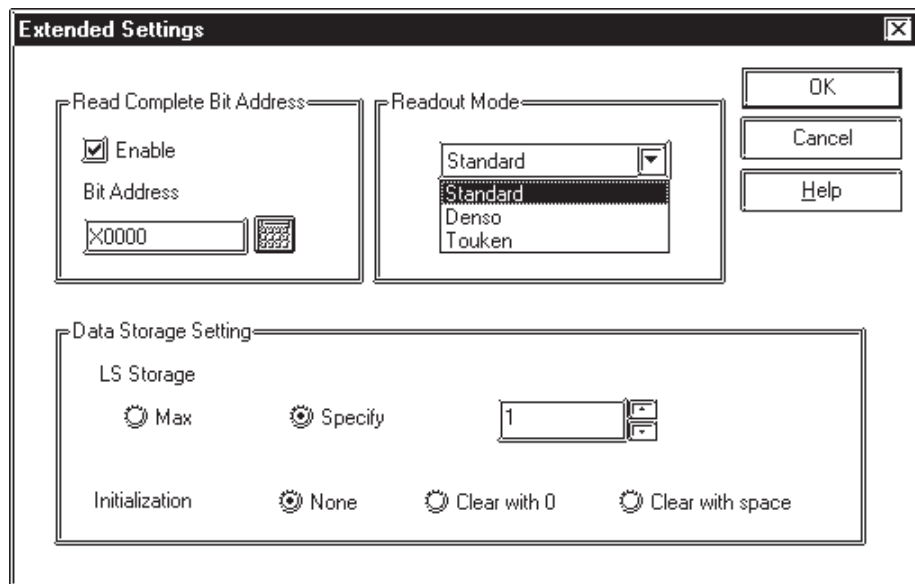 Extended Settings
Read Complete Bit Address
Enable
Bit Address
X0000
Readout Mode
Standard
Standard
Denso
Touken
OK
Cancel
Help
Data Storage Setting
LS Storage
Max Specify 1
Initialization None Clear with 0 Clear with space